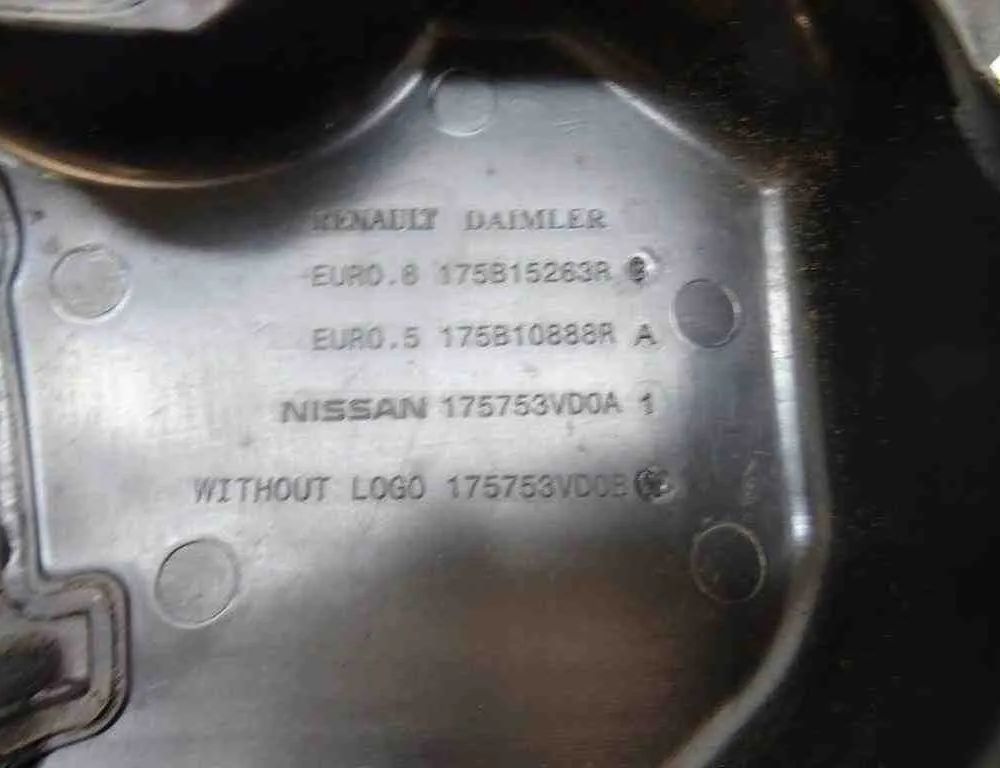 RENAULT DAIMLER
EURO.6 175B15263R
EURO.5 175B10888R A
NISSAN 175753VD0A 1
WITHOUT LOGO 175753VD0B